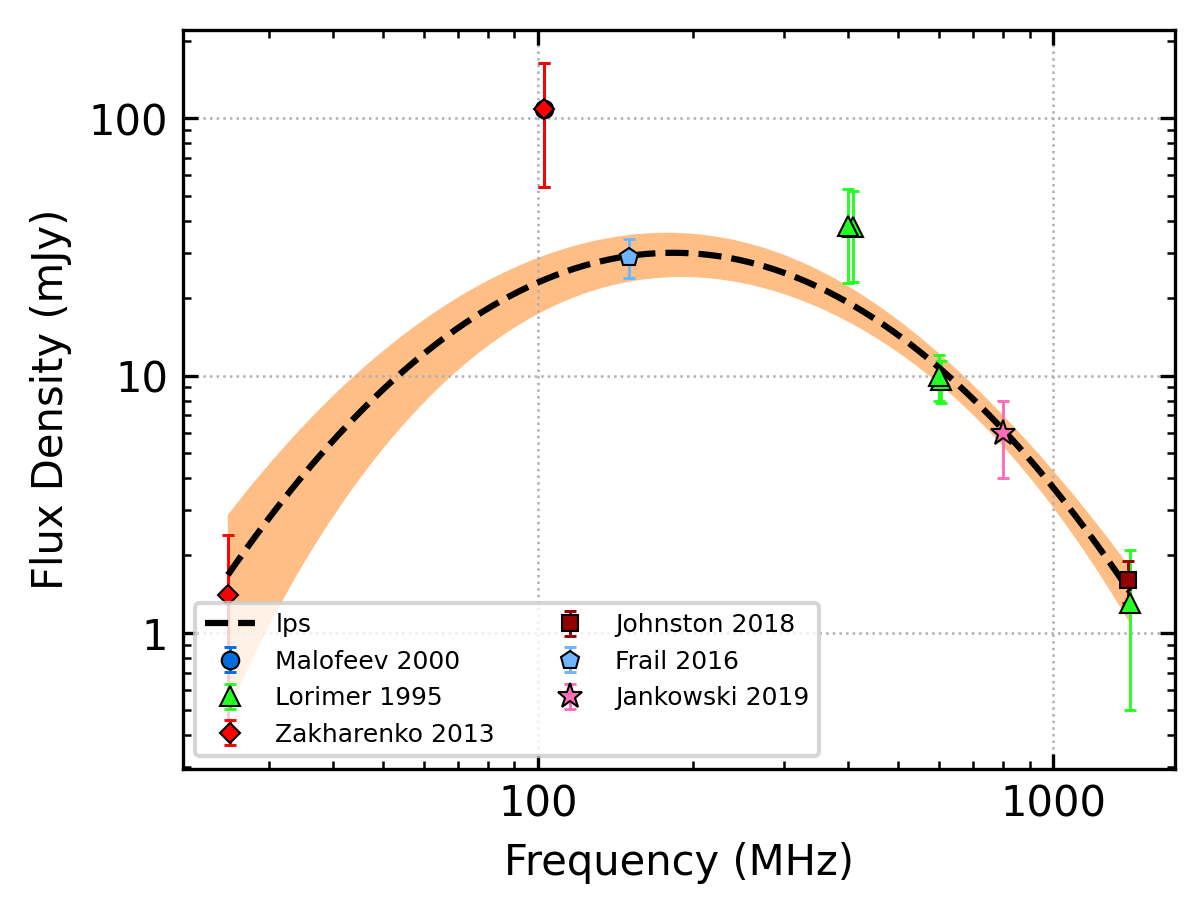 100
10
1
Flux Density (mJy)
lps
Malofeev 2000
Lorimer 1995
Zakharenko 2013
Johnston 2018
Frail 2016
Jankowski 2019
100
1000
Frequency (MHz)